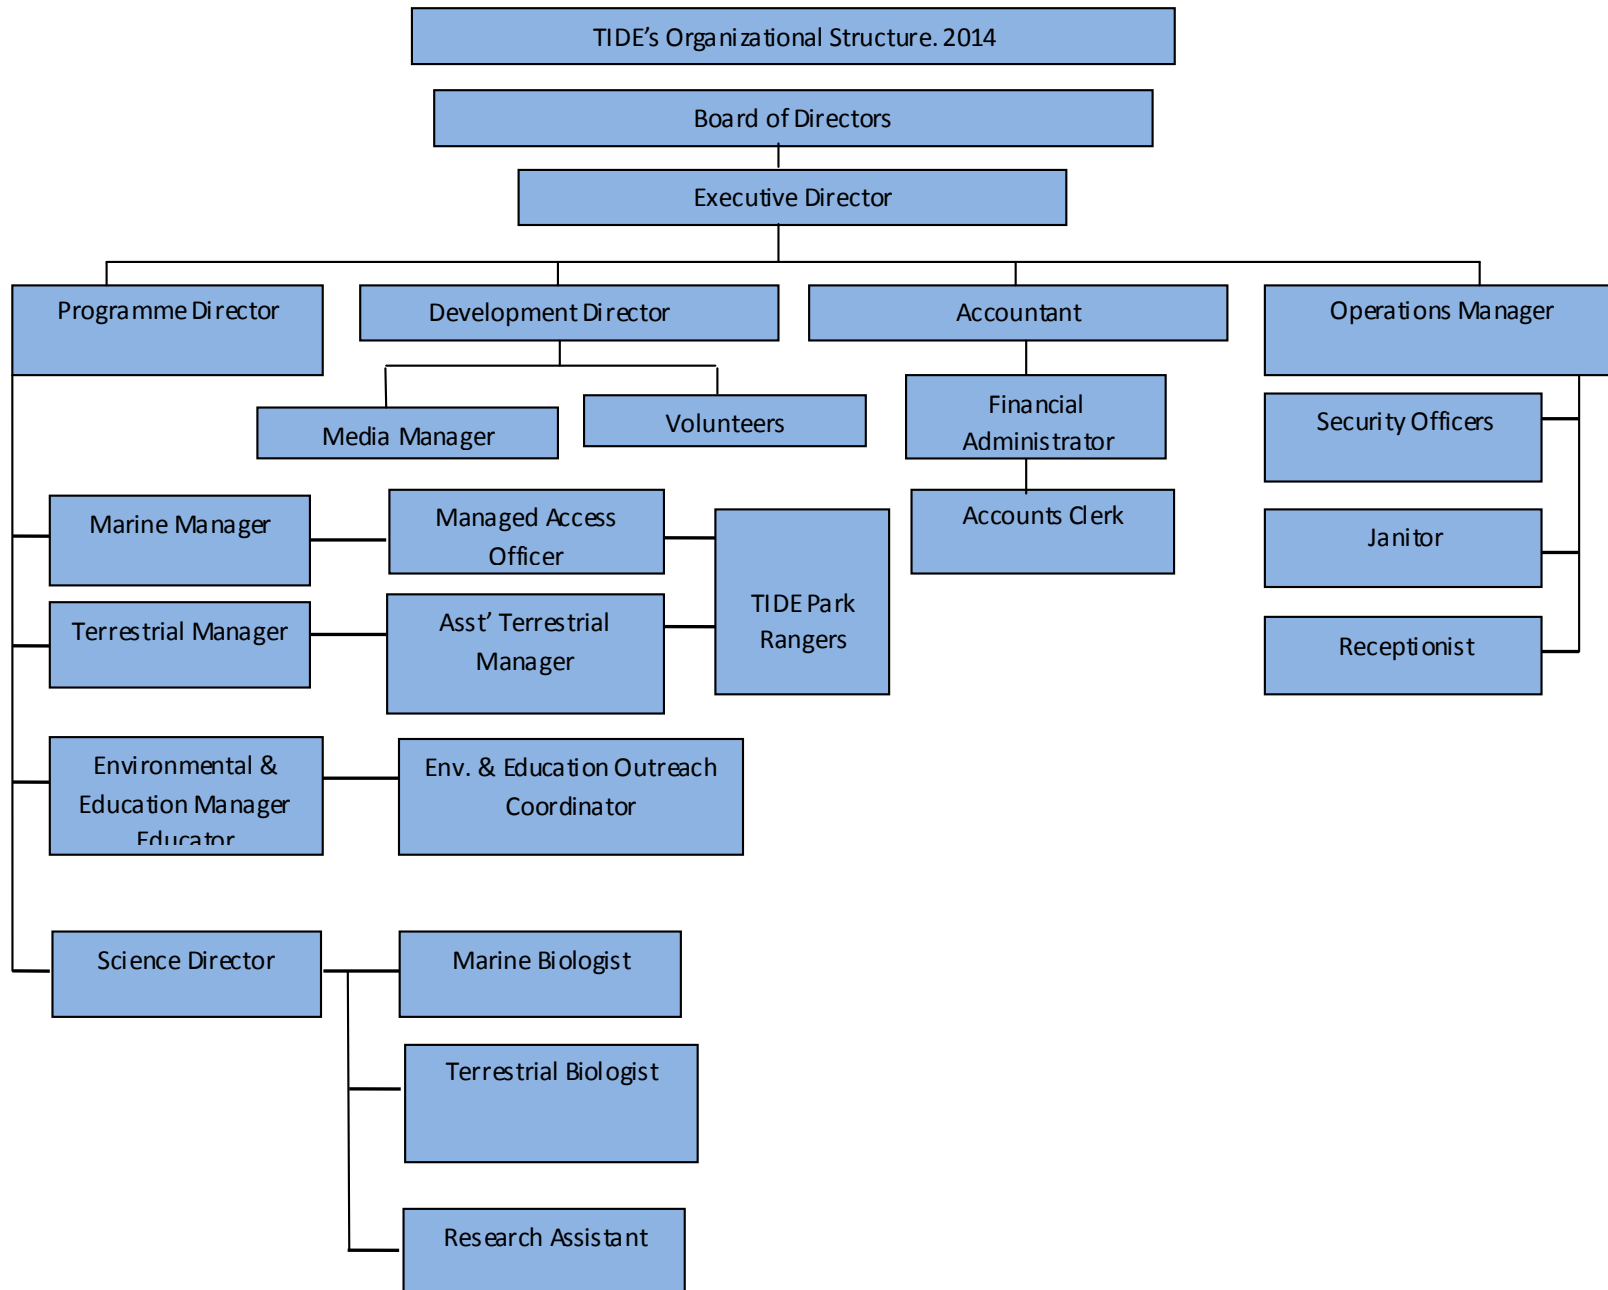 TIDE’s Organizational Structure. 2014
Board of Directors
Executive Director
Programme Director
Development Director
Accountant
Operations Manager
Media Manager
Volunteers
Financial
Administrator
Security Officers
Marine Manager
Managed Access
Officer
Accounts Clerk
Janitor
TIDE Park
Rangers
Terrestrial Manager
Asst’ Terrestrial
Manager
Receptionist
Environmental &
Education Manager
Educator
Env. & Education Outreach
Coordinator
Science Director
Marine Biologist
Terrestrial Biologist
Research Assistant